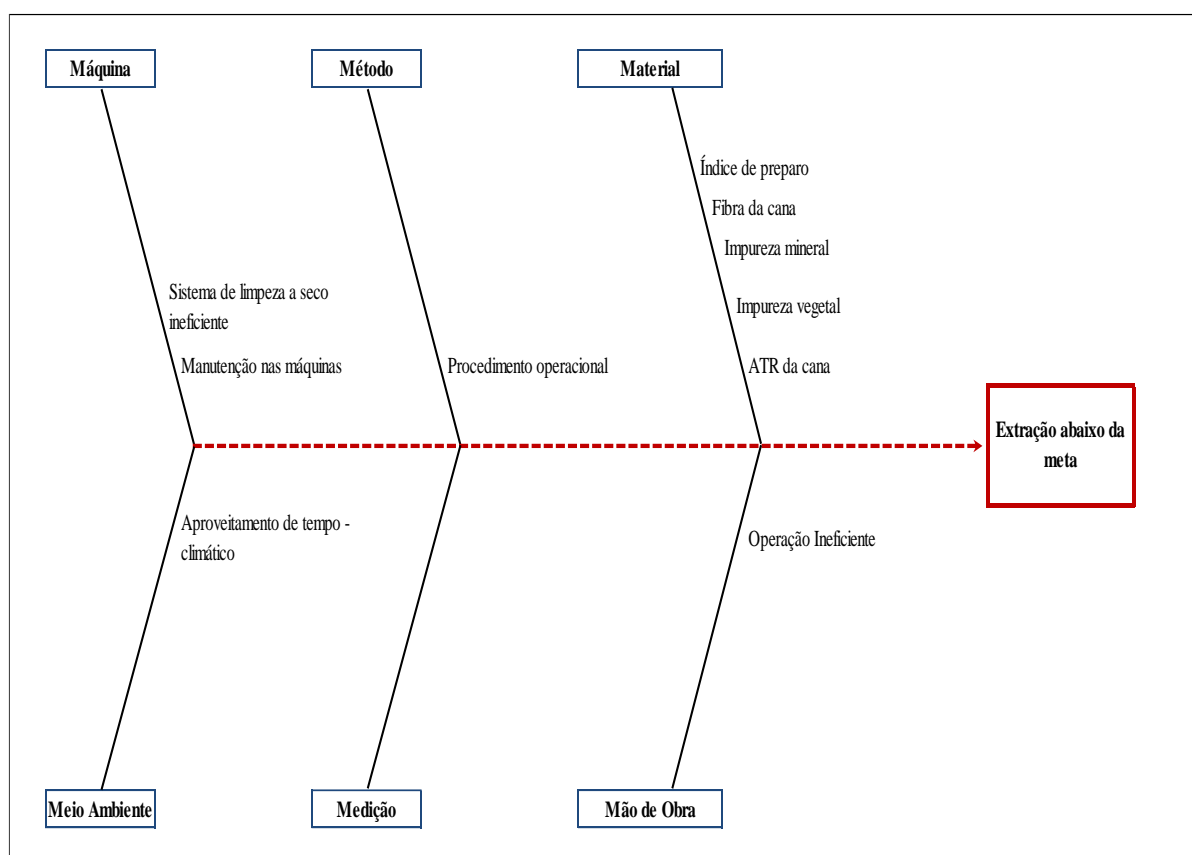 Máquina
Método
Material
Índice de preparo
Fibra da cana
Impureza mineral
Sistema de limpeza a seco
ineficiente
Impureza vegetal
Manutenção nas máquinas
Procedimento operacional
ATR da cana
Extração abaixo da
meta
Aproveitamento de tempo -
climático
Operação Ineficiente
Meio Ambiente
Medição
Mão de Obra